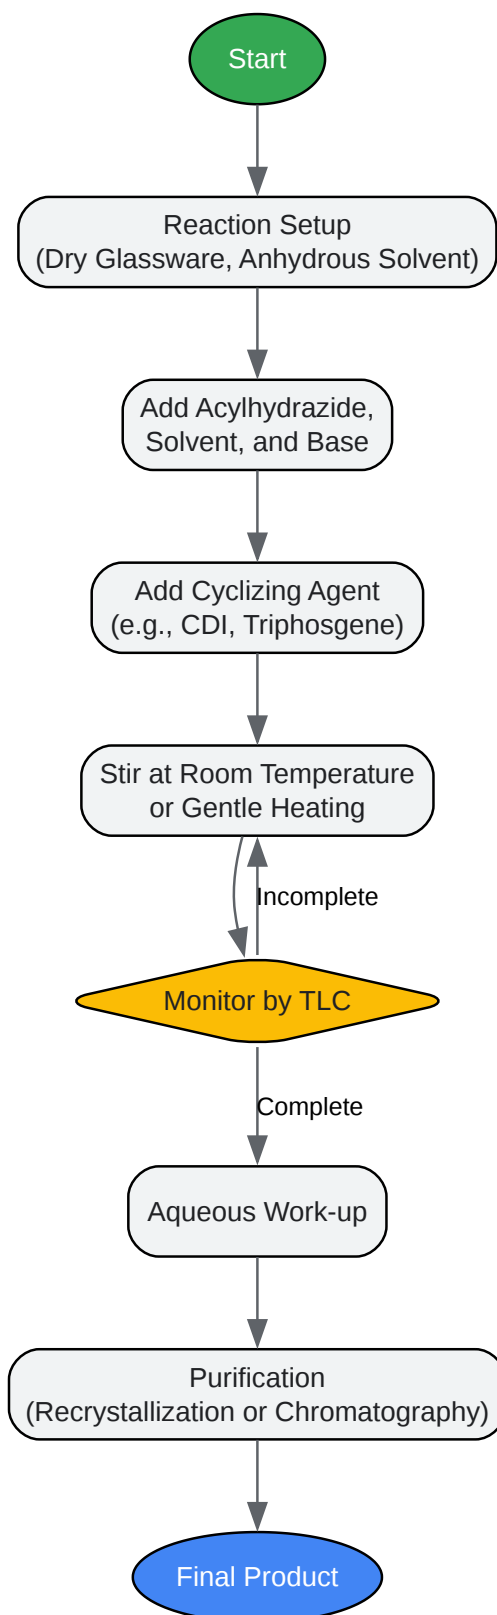 Start
Reaction Setup
(Dry Glassware, Anhydrous Solvent)
Add Acylhydrazide,
Solvent, and Base
Add Cyclizing Agent
(e.g., CDI, Triphosgene)
Stir at Room Temperature
or Gentle Heating
Incomplete
Monitor by TLC
Complete
Aqueous Work-up
Purification
(Recrystallization or Chromatography)
Final Product